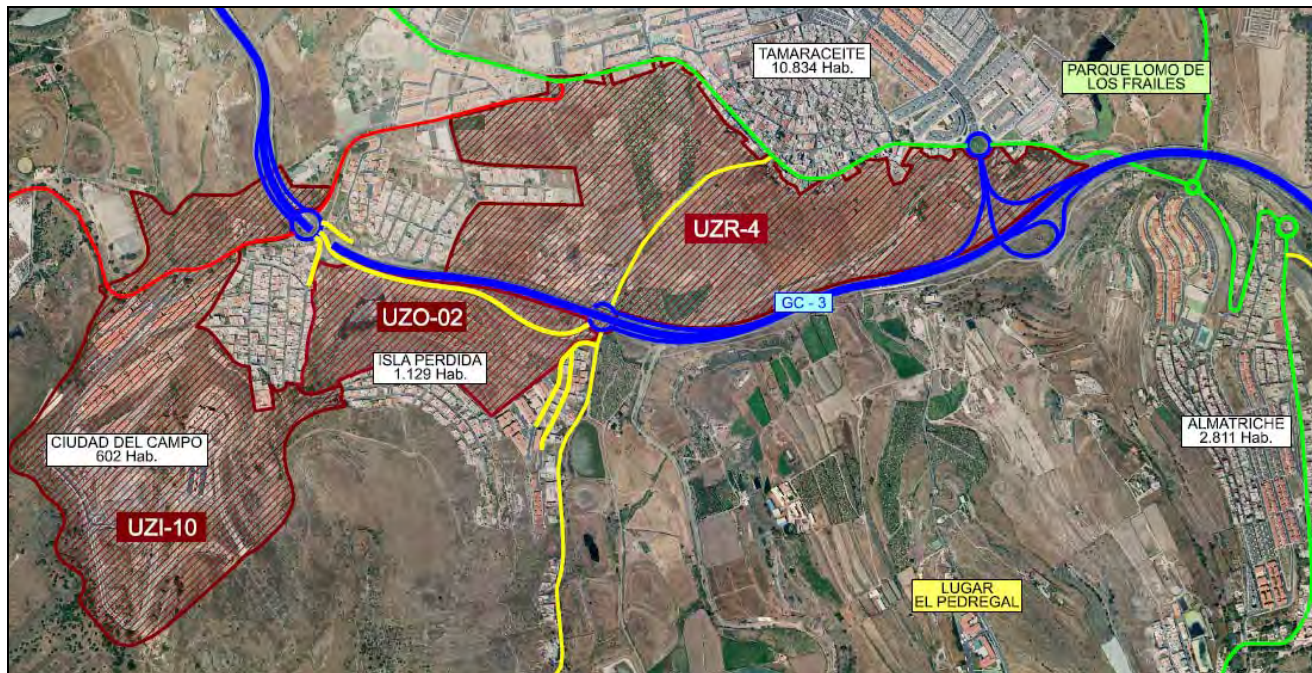 TAMARACEITE
10.834 Hab.
PARQUE LOMO DE
LOS FRAILES
UZR-4
GC - 3
UZO-02
ISLA PERDIDA
1.129 Hab.
CIUDAD DEL CAMPO
602 Hab.
ALMATRICHE
2.811 Hab.
UZI-10
LUGAR
EL PEDREGAL